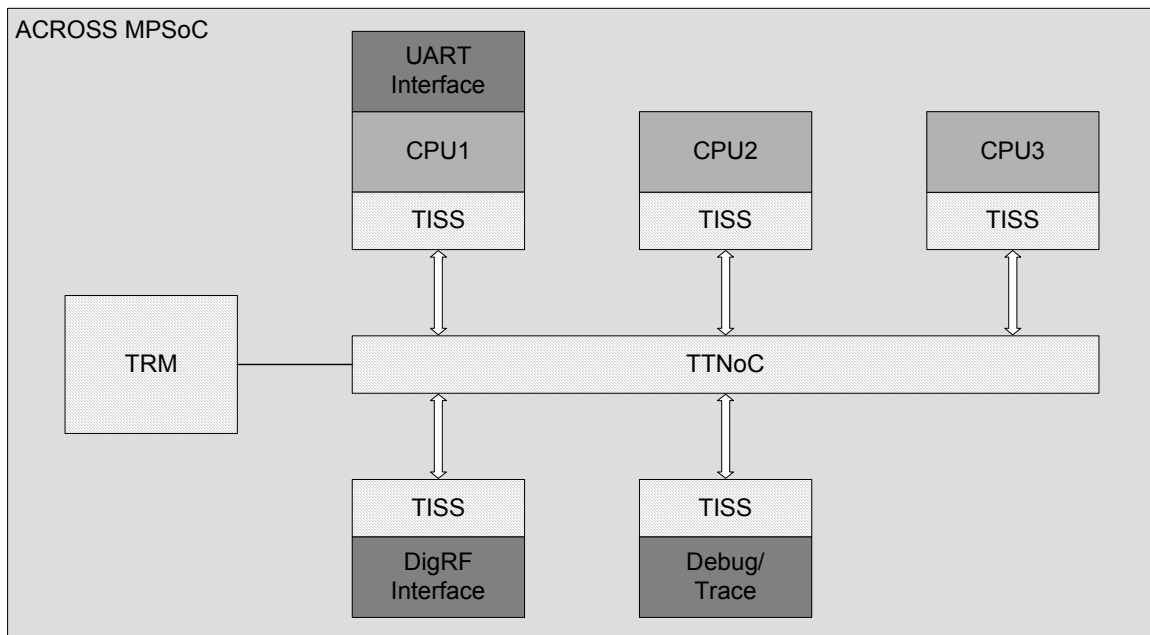 ACROSS MPSoC
UART
Interface
CPU1
CPU2
CPU3
TISS
TISS
TISS
TRM
TTNoC
TISS
TISS
DigRF
Interface
Debug/
Trace